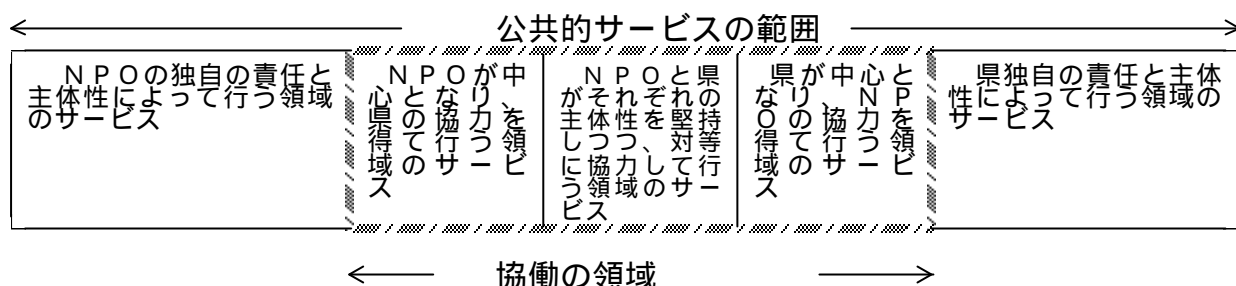 公共的サービスの範囲
ＮＰＯの独自の責任と
主体性によって行う領域
のサービス
ＮＰＯが中
心となり、
県の協力を
得て行う領
域のサービ
ス
ＮＰＯと県
がそれぞれの
主体性を堅持
しつつ、対等
に協力して行
う領域のサー
ビス
県が中心と
なり、ＮＰ
Ｏの協力を
得て行う領
域のサービ
ス
県独自の責任と主体
性によって行う領域の
サービス
協働の領域